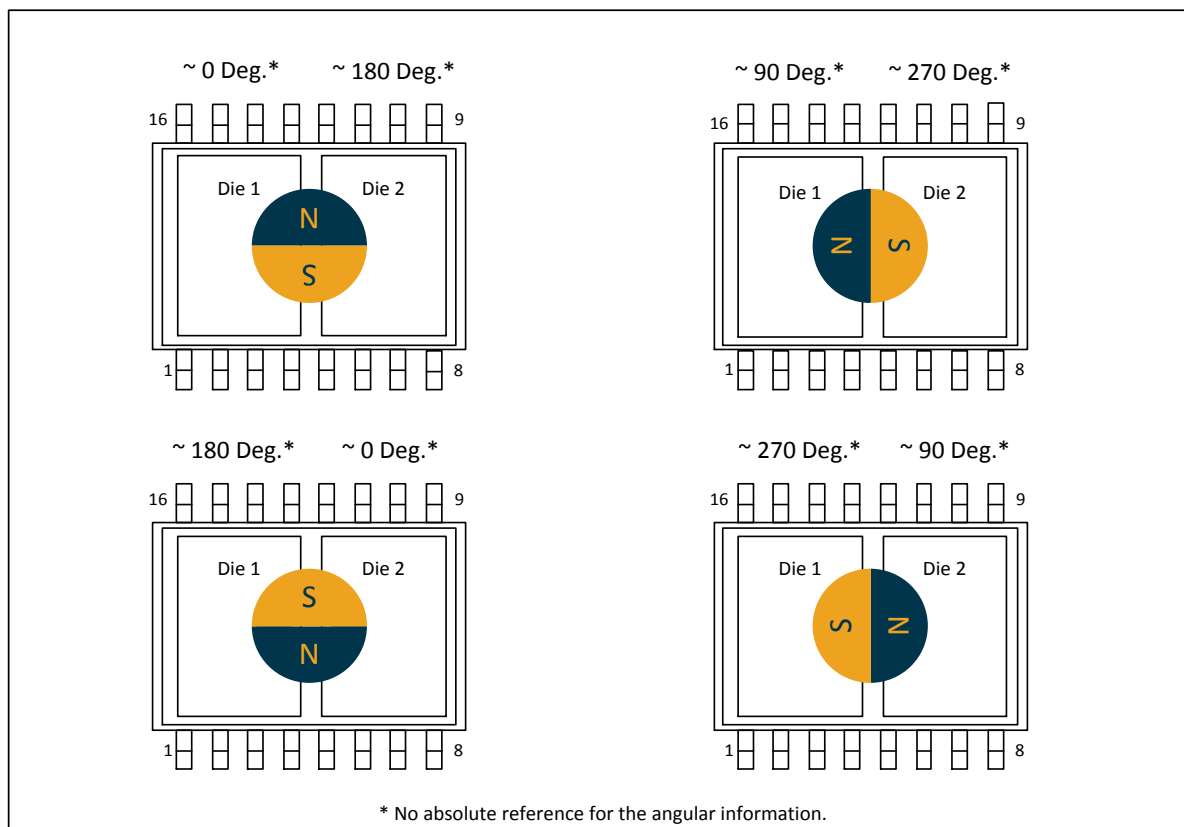 ~ 0 Deg.* ~ 180 Deg.*
16 9
Die 1 Die 2
N
S
1 8
~ 90 Deg.* ~ 270 Deg.*
16 9
Die 1 Die 2
N S
1 8
~ 180 Deg.* ~ 0 Deg.*
16 9
Die 1 Die 2
S
N
1 8
~ 270 Deg.* ~ 90 Deg.*
16 9
Die 1 Die 2
S N
1 8
* No absolute reference for the angular information.